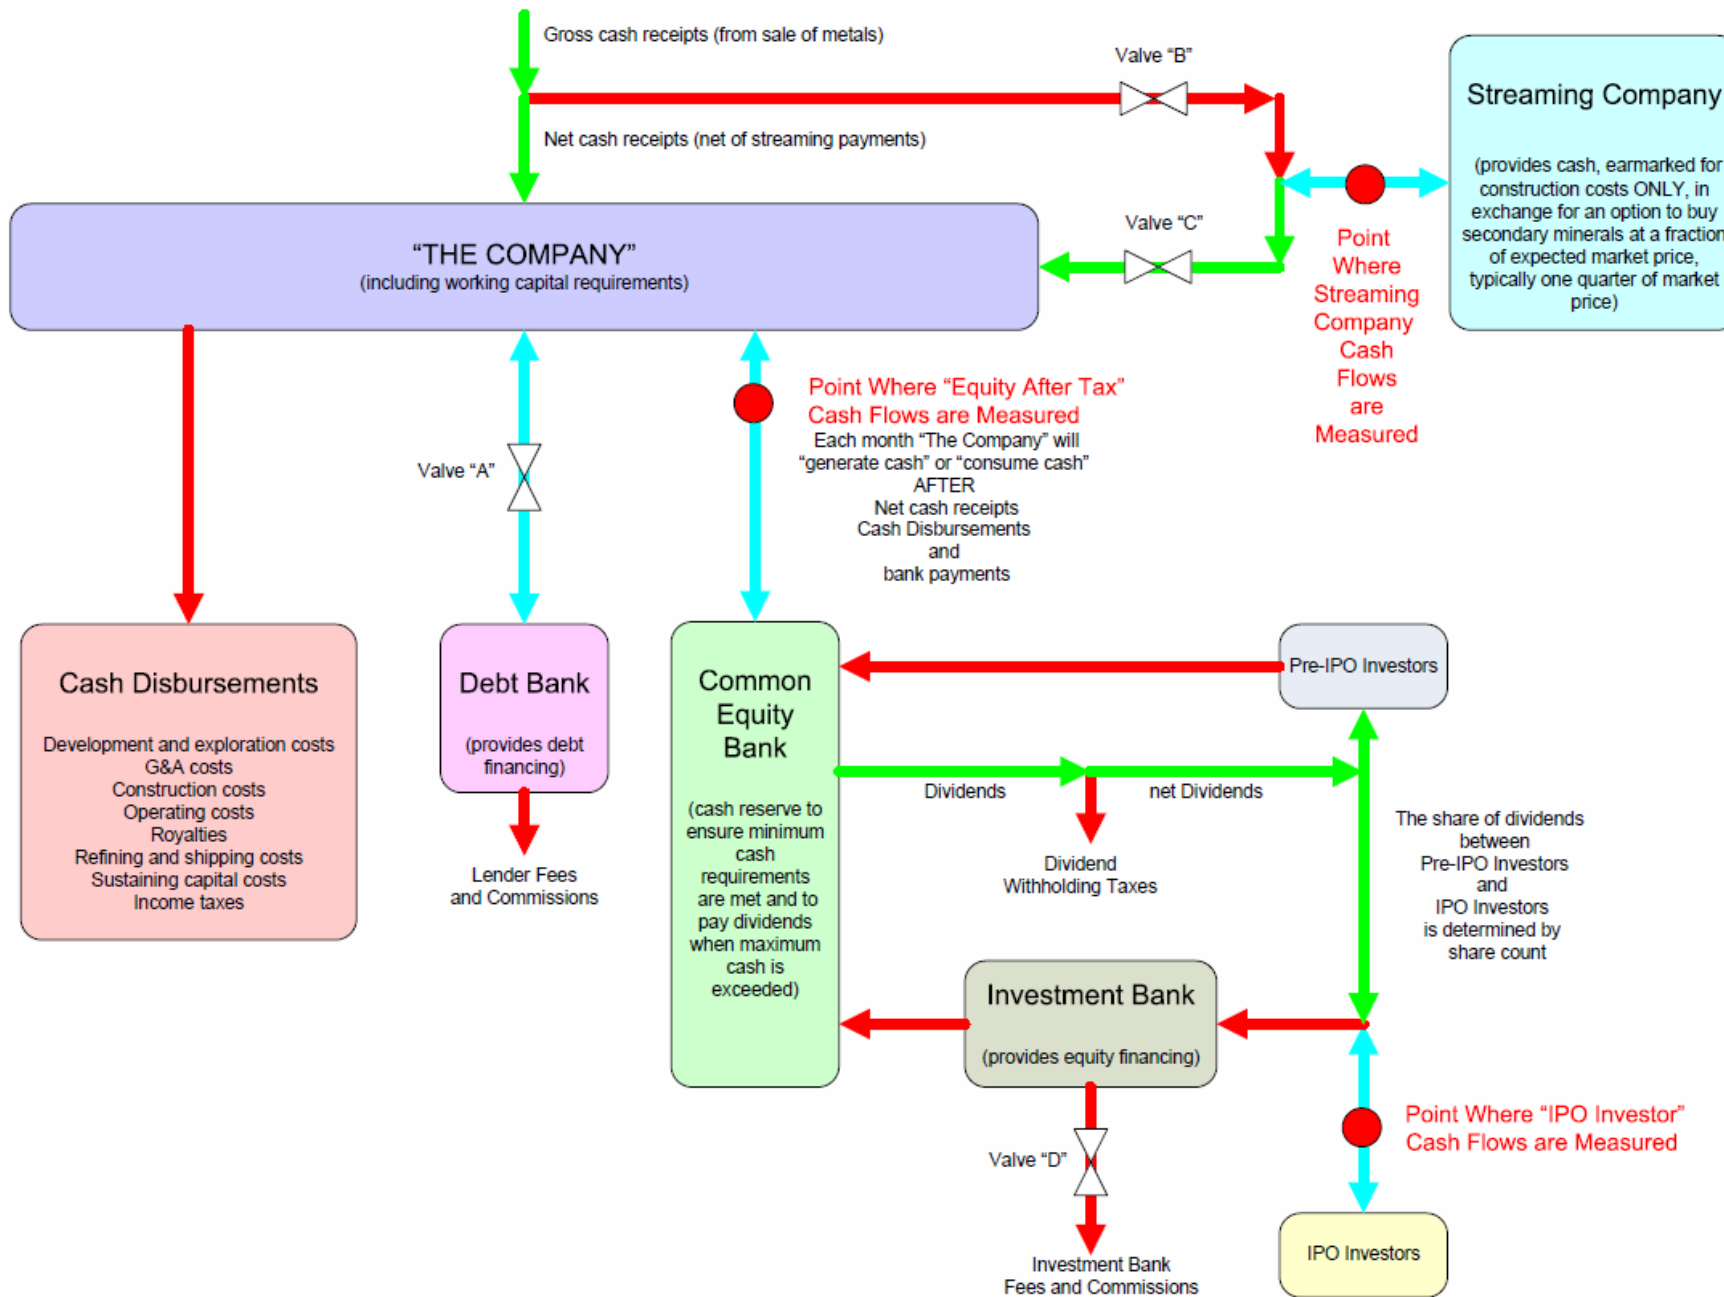 Gross cash receipts (from sale of metals)
Valve “B”
Net cash receipts (net of streaming payments)
Streaming Company
(provides cash, earmarked for
construction costs ONLY, in
exchange for an option to buy
secondary minerals at a fraction
of expected market price,
typically one quarter of market
price)
Valve “C”
Point
Where
Streaming
Company
Cash
Flows
are
Measured
“THE COMPANY”
(including working capital requirements)
Point Where “Equity After Tax”
Cash Flows are Measured
Each month “The Company” will
“generate cash” or “consume cash”
AFTER
Net cash receipts
Cash Disbursements
and
bank payments
Valve “A”
Cash Disbursements
Development and exploration costs
G&A costs
Construction costs
Operating costs
Royalties
Refining and shipping costs
Sustaining capital costs
Income taxes
Debt Bank
(provides debt
financing)
Lender Fees
and Commissions
Common
Equity
Bank
(cash reserve to
ensure minimum
cash
requirements
are met and to
pay dividends
when maximum
cash is
exceeded)
Pre-IPO Investors
Dividends
net Dividends
Dividend
Withholding Taxes
The share of dividends
between
Pre-IPO Investors
and
IPO Investors
is determined by
share count
Investment Bank
(provides equity financing)
Valve “D”
Investment Bank
Fees and Commissions
Point Where “IPO Investor”
Cash Flows are Measured
IPO Investors